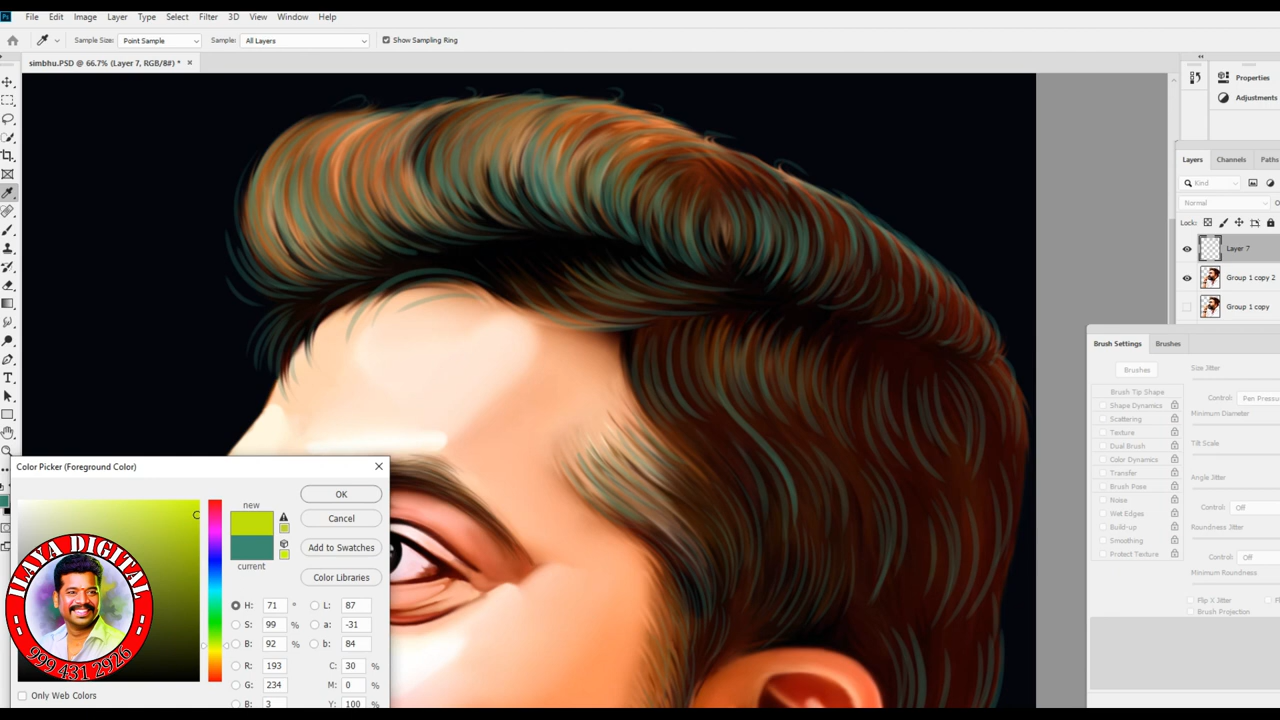 File Edit Image Layer Type Select Filter 3D View Window Help
Sample Size: Point Sample Sample: All Layers Show Sampling Ring
simbhu.PSD @ 66.7% (Layer 7, RGB/8#) *
Properties
Adjustments
Layers Channels Paths
Kind
Normal
Lock:
Layer 7
Group 1 copy 2
Group 1 copy
Brush Settings Brushes
Brushes
Brush Tip Shape
Shape Dynamics
Scattering
Texture
Dual Brush
Color Dynamics
Transfer
Brush Pose
Noise
Wet Edges
Build-up
Smoothing
Protect Texture
Size Jitter
Control: Pen Pressu
Minimum Diameter
Tilt Scale
Angle Jitter
Control: Off
Roundness Jitter
Control: Off
Minimum Roundness
Flip X Jitter
Brush Projection
Color Picker (Foreground Color)
new
current
OK
Cancel
Add to Swatches
Color Libraries
H: 71 ° L: 87
S: 99 % a: -31
B: 92 % b: 84
R: 193 C: 30 %
G: 234 M: 0 %
B: 3 Y: 100 %
Only Web Colors
ILAYA DIGITAL
999 431 2926